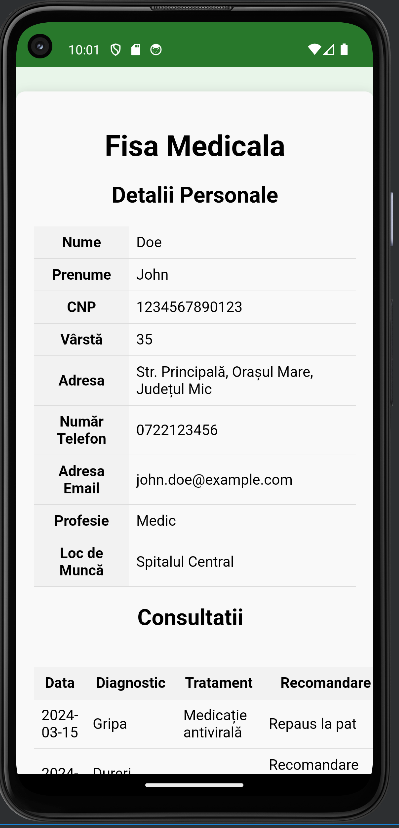 10:01
Fisa Medicala
Detalii Personale
Nume Doe
Prenume John
CNP 1234567890123
Vârstă 35
Adresa Str. Principală, Orașul Mare,
Județul Mic
Număr
Telefon 0722123456
Adresa
Email john.doe@example.com
Profesie Medic
Loc de
Muncă Spitalul Central
Consultatii
Data Diagnostic Tratament Recomandare
2024-
03-15 Gripa Medicație
antivirală Repaus la pat
2024- Dureri Recomandare